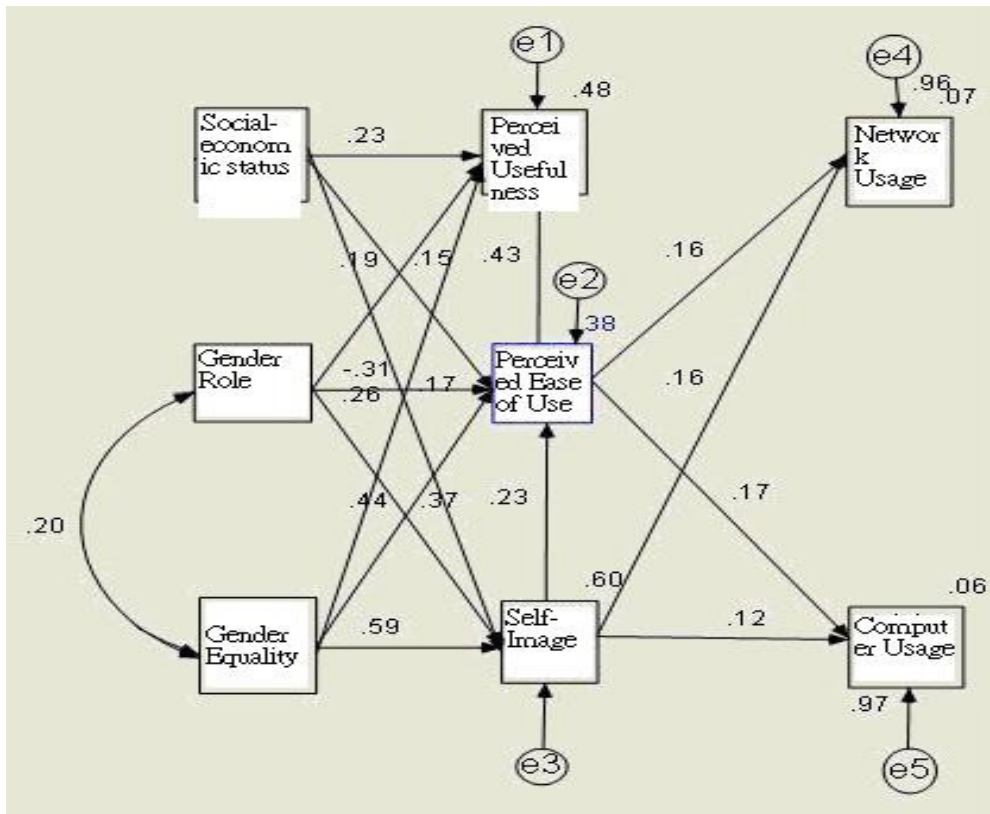 e1
e4
.96
.07
.48
Social-
econom
ic status
.23
Percei
ved
Useful
ness
Networ
k
Usage
.19
.15
.43
.16
e2
.38
Gender
Role
-.31
.26
.17
Perceiv
ed Ease
of Use
.16
.44
.37
.23
.17
.20
.60
.06
Gender
Equality
.59
Self-
Image
.12
Comput
er Usage
.97
e3
e5